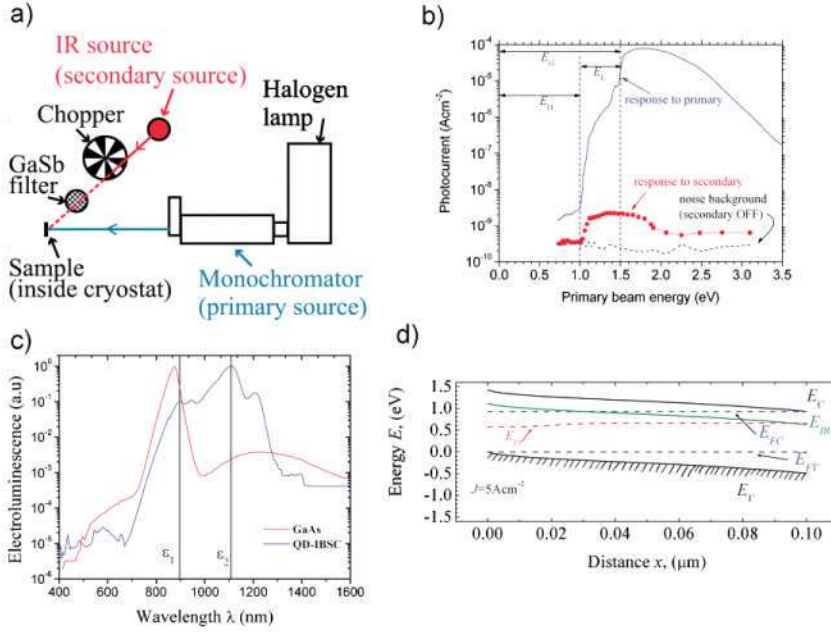 a)
IR source
(secondary source)
Chopper
GaSb
filter
Halogen
lamp
Sample
(inside cryostat)
Monochromator
(primary source)
b)
Photocurrent (Acm⁻²)
10⁻⁴
10⁻⁵
10⁻⁶
10⁻⁷
10⁻⁸
10⁻⁹
10⁻¹⁰
response to primary
response to secondary
noise background
(secondary OFF)
0.0 0.5 1.0 1.5 2.0 2.5 3.0 3.5
Primary beam energy (eV)
c)
Electroluminescence (a.u)
10⁰
10⁻¹
10⁻²
10⁻³
10⁻⁴
10⁻⁵
10⁻⁶
ε₁
ε₂
GaAs
QD-IBSC
400 600 800 1000 1200 1400 1600
Wavelength λ (nm)
d)
Energy E, (eV)
1.5
1.0
0.5
0.0
-0.5
-1.0
-1.5
E_C
E_FC
E_FV
E_V
J=5Acm⁻²
0.00 0.02 0.04 0.06 0.08 0.10
Distance x, (μm)